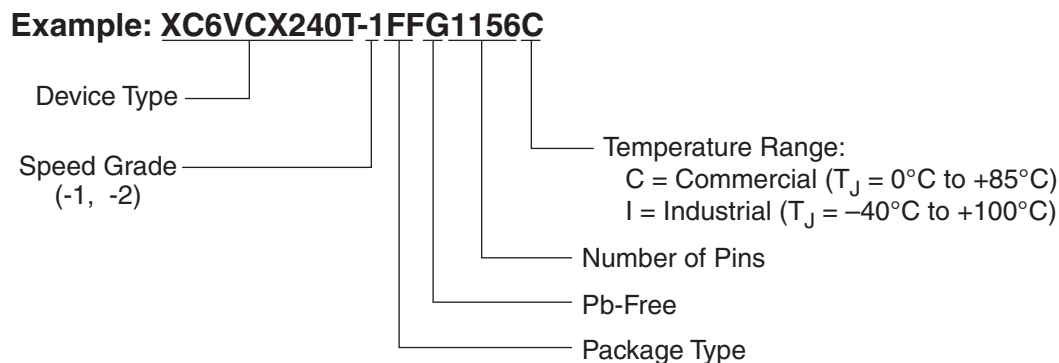 Example: XC6VCX240T-1FFG1156C
Device Type
Speed Grade
(-1, -2)
Temperature Range:
C = Commercial (TJ = 0°C to +85°C)
I = Industrial (TJ = –40°C to +100°C)
Number of Pins
Pb-Free
Package Type